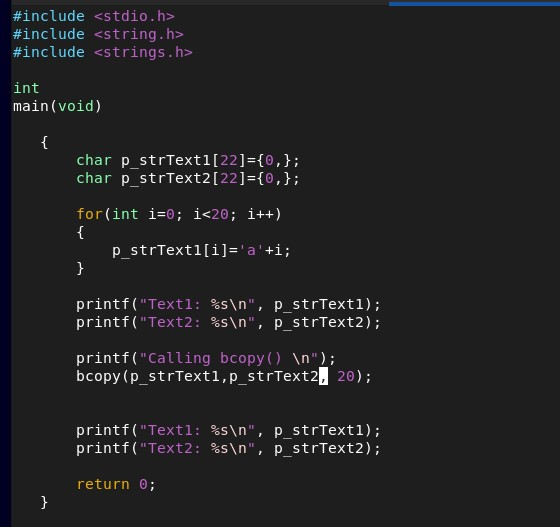 #include <stdio.h>
#include <string.h>
#include <strings.h>

int
main(void)

   {
       char p_strText1[22]={0,};
       char p_strText2[22]={0,};

       for(int i=0; i<20; i++)
       {
           p_strText1[i]='a'+i;
       }

       printf("Text1: %s\n", p_strText1);
       printf("Text2: %s\n", p_strText2);

       printf("Calling bcopy() \n");
       bcopy(p_strText1,p_strText2, 20);


       printf("Text1: %s\n", p_strText1);
       printf("Text2: %s\n", p_strText2);

       return 0;
   }